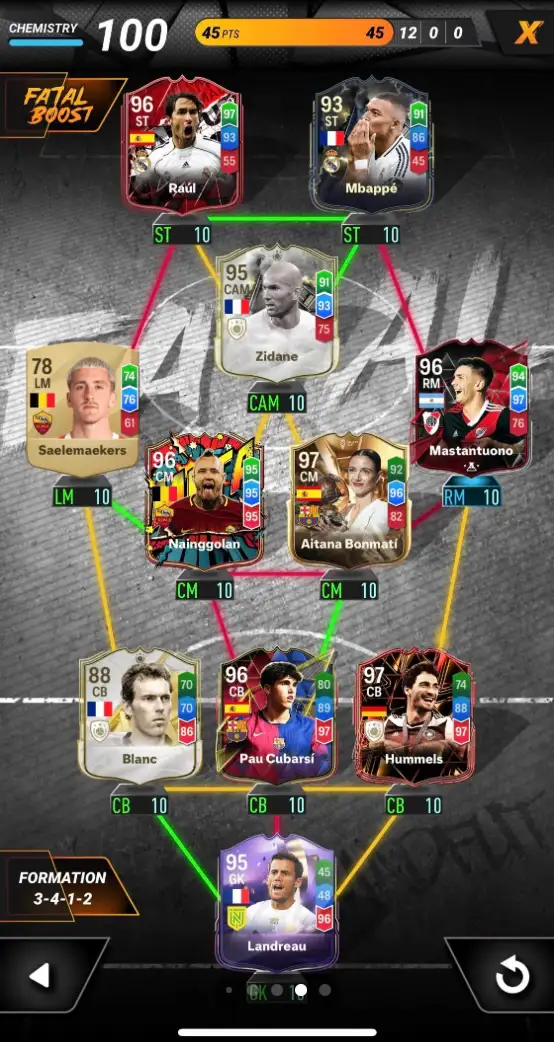 CHEMISTRY 100 45 PTS 45 12 0 0 X
FATAL
BOOST
96
ST
97
93
55
Raúl
ST 10
93
ST
91
86
45
Mbappé
ST 10
95
CAM
91
93
75
Zidane
CAM 10
78
LM
74
76
61
Saelemaekers
LM 10
96
RM
94
97
76
Mastantuono
RM 10
96
CM
95
95
95
Nainggolan
CM 10
97
CM
92
96
82
Aitana Bonmatí
CM 10
88
CB
70
70
86
Blanc
CB 10
96
CB
80
89
97
Pau Cubarsí
CB 10
97
CB
74
88
97
Hummels
CB 10
95
GK
45
48
96
Landreau
GK 10
FORMATION
3-4-1-2